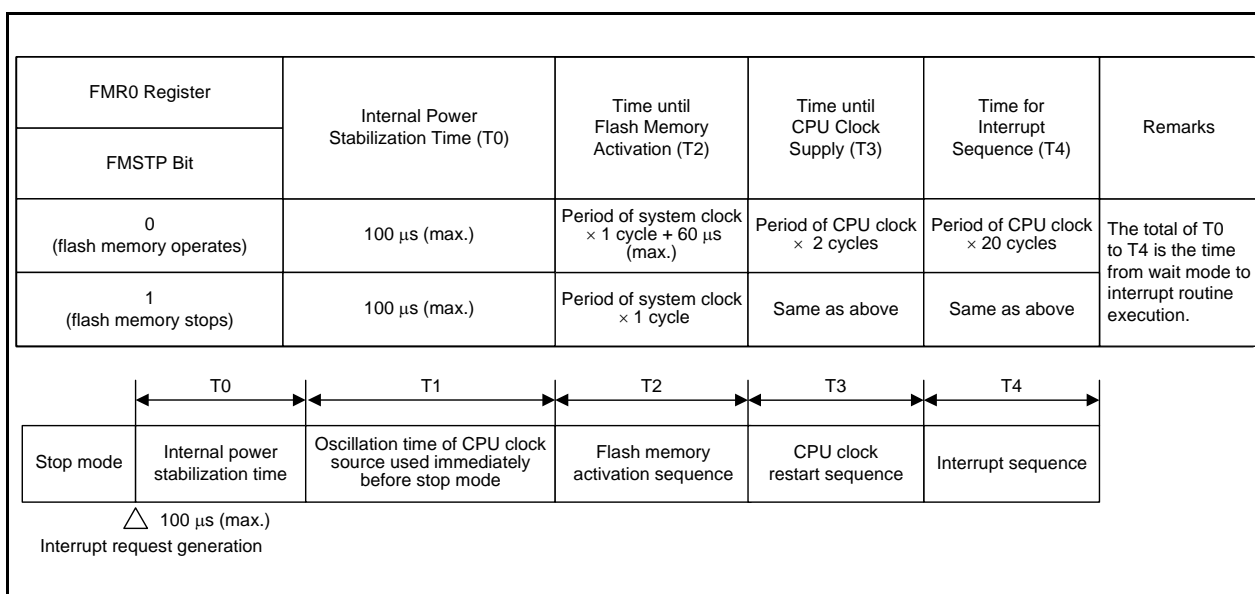 FMR0 Register
FMSTP Bit
Internal Power
Stabilization Time (T0)
Time until
Flash Memory
Activation (T2)
Time until
CPU Clock
Supply (T3)
Time for
Interrupt
Sequence (T4)
Remarks
0
(flash memory operates)
100 μs (max.)
Period of system clock
× 1 cycle + 60 μs
(max.)
Period of CPU clock
× 2 cycles
Period of CPU clock
× 20 cycles
The total of T0
to T4 is the time
from wait mode to
interrupt routine
execution.
1
(flash memory stops)
100 μs (max.)
Period of system clock
× 1 cycle
Same as above
Same as above
T0
T1
T2
T3
T4
Stop mode
Internal power
stabilization time
Oscillation time of CPU clock
source used immediately
before stop mode
Flash memory
activation sequence
CPU clock
restart sequence
Interrupt sequence
100 μs (max.)
Interrupt request generation